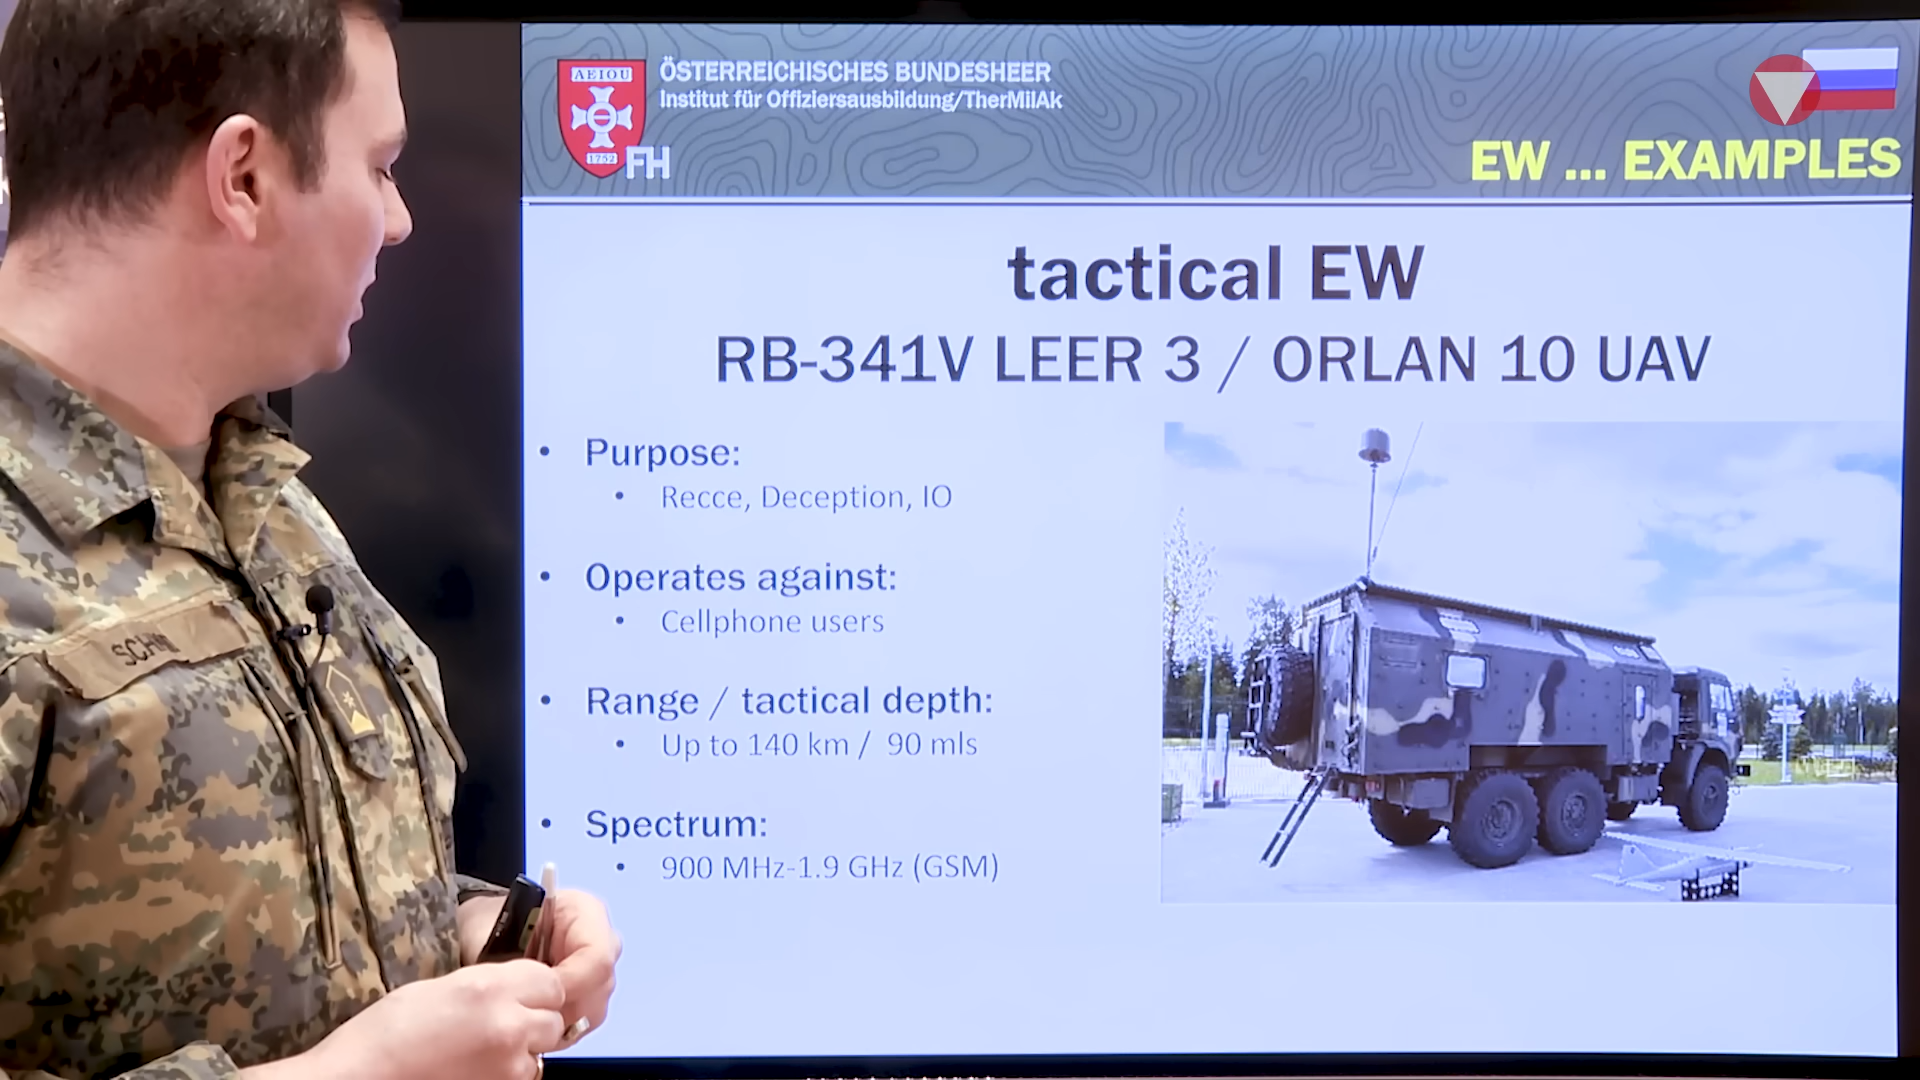 AEIOU
1752
FH
ÖSTERREICHISCHES BUNDESHEER
Institut für Offiziersausbildung/TherMilAk
EW ... EXAMPLES
tactical EW
RB-341V LEER 3 / ORLAN 10 UAV
• Purpose:
• Recce, Deception, IO
• Operates against:
• Cellphone users
• Range / tactical depth:
• Up to 140 km / 90 mls
• Spectrum:
• 900 MHz-1.9 GHz (GSM)